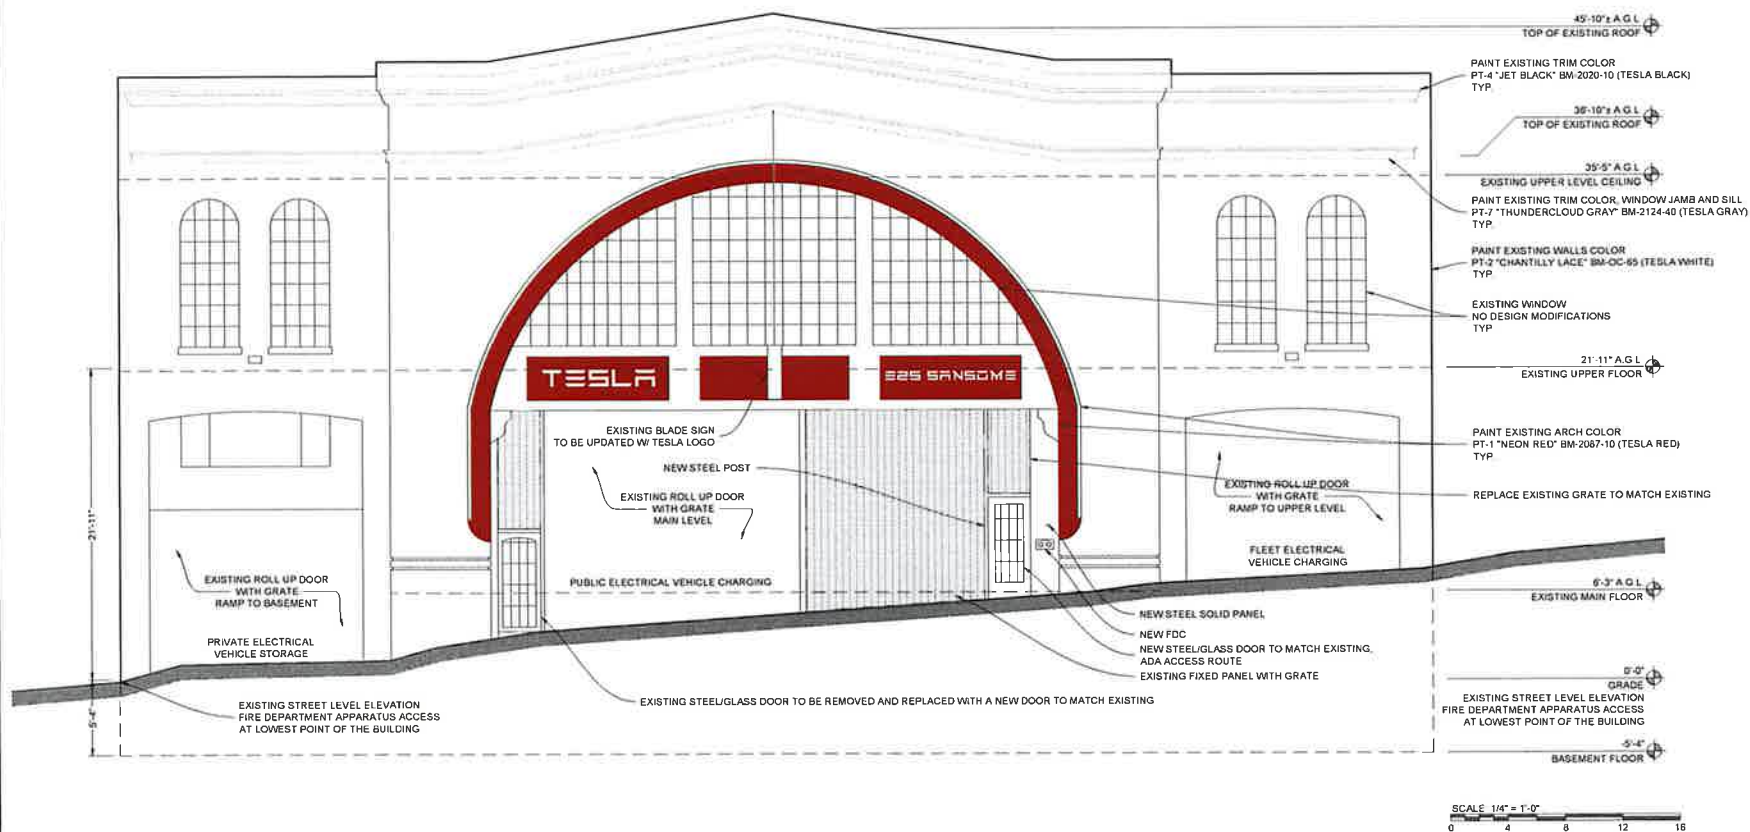 45'-10"± A.G.L
TOP OF EXISTING ROOF
PAINT EXISTING TRIM COLOR
PT-4 "JET BLACK" BM-2020-10 (TESLA BLACK)
TYP.
36'-10"± A.G.L
TOP OF EXISTING ROOF
35'-5" A.G.L
EXISTING UPPER LEVEL CEILING
PAINT EXISTING TRIM COLOR, WINDOW JAMB AND SILL
PT-7 "THUNDERCLOUD GRAY" BM-2124-40 (TESLA GRAY)
TYP.
PAINT EXISTING WALLS COLOR
PT-2 "CHANTILLY LACE" BM-OC-65 (TESLA WHITE)
TYP
EXISTING WINDOW
NO DESIGN MODIFICATIONS
TYP
21'-11" A.G.L
EXISTING UPPER FLOOR
TESLA
825 SANSOME
EXISTING BLADE SIGN
TO BE UPDATED W/ TESLA LOGO
PAINT EXISTING ARCH COLOR
PT-1 "NEON RED" BM-2087-10 (TESLA RED)
TYP
NEW STEEL POST
EXISTING ROLL UP DOOR
WITH GRATE
MAIN LEVEL
EXISTING ROLL UP DOOR
WITH GRATE
RAMP TO UPPER LEVEL
REPLACE EXISTING GRATE TO MATCH EXISTING
21'-11"
FLEET ELECTRICAL
VEHICLE CHARGING
EXISTING ROLL UP DOOR
WITH GRATE
RAMP TO BASEMENT
PUBLIC ELECTRICAL VEHICLE CHARGING
6'-3" A.G.L
EXISTING MAIN FLOOR
NEW STEEL SOLID PANEL
NEW FDC
NEW STEEL/GLASS DOOR TO MATCH EXISTING,
ADA ACCESS ROUTE
EXISTING FIXED PANEL WITH GRATE
PRIVATE ELECTRICAL
VEHICLE STORAGE
0'-0"
GRADE
EXISTING STREET LEVEL ELEVATION
FIRE DEPARTMENT APPARATUS ACCESS
AT LOWEST POINT OF THE BUILDING
EXISTING STEEL/GLASS DOOR TO BE REMOVED AND REPLACED WITH A NEW DOOR TO MATCH EXISTING
5'-4"
EXISTING STREET LEVEL ELEVATION
FIRE DEPARTMENT APPARATUS ACCESS
AT LOWEST POINT OF THE BUILDING
-5'-4"
BASEMENT FLOOR
SCALE 1/4" = 1'-0"
0 4 8 12 16